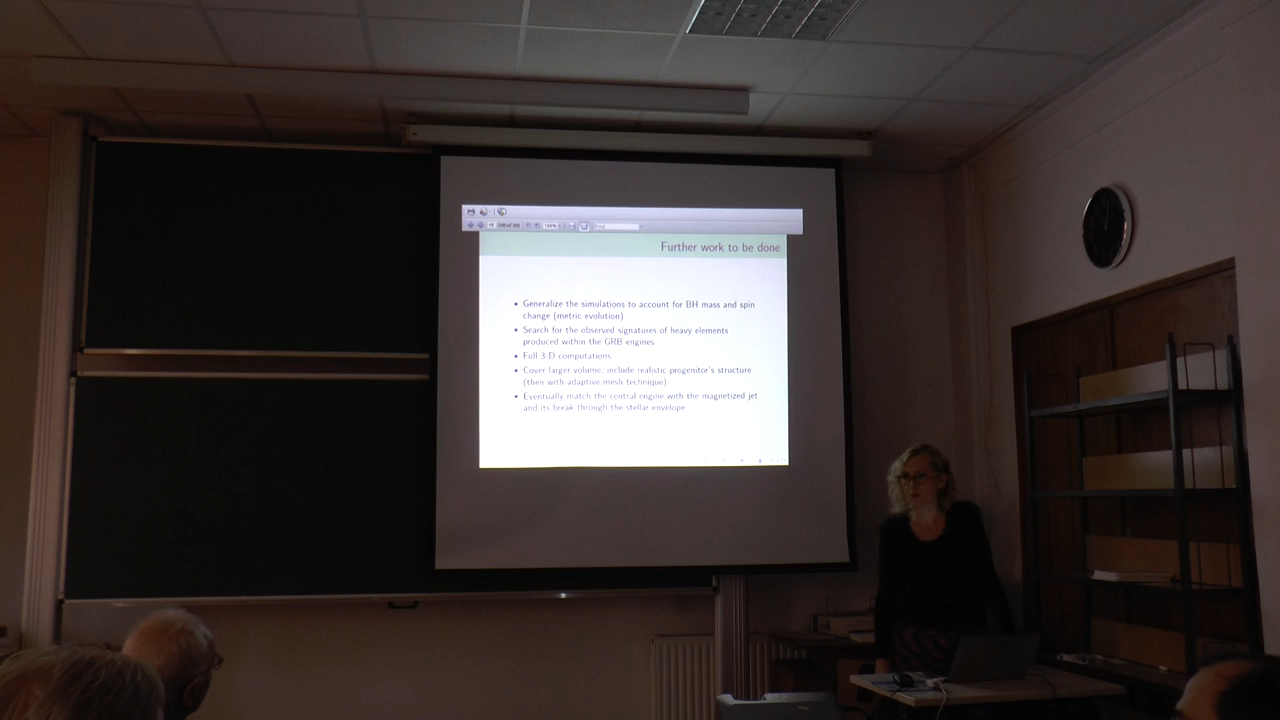 100%
Further work to be done
• Generalize the simulations to account for BH mass and spin
change (metric evolution)
• Search for the observed signatures of heavy elements
produced within the GRB engines
• Full 3-D computations
• Cover larger volume, include realistic progenitor's structure
(then with adaptive mesh technique)
• Eventually match the central engine with the magnetized jet
and its break through the stellar envelope